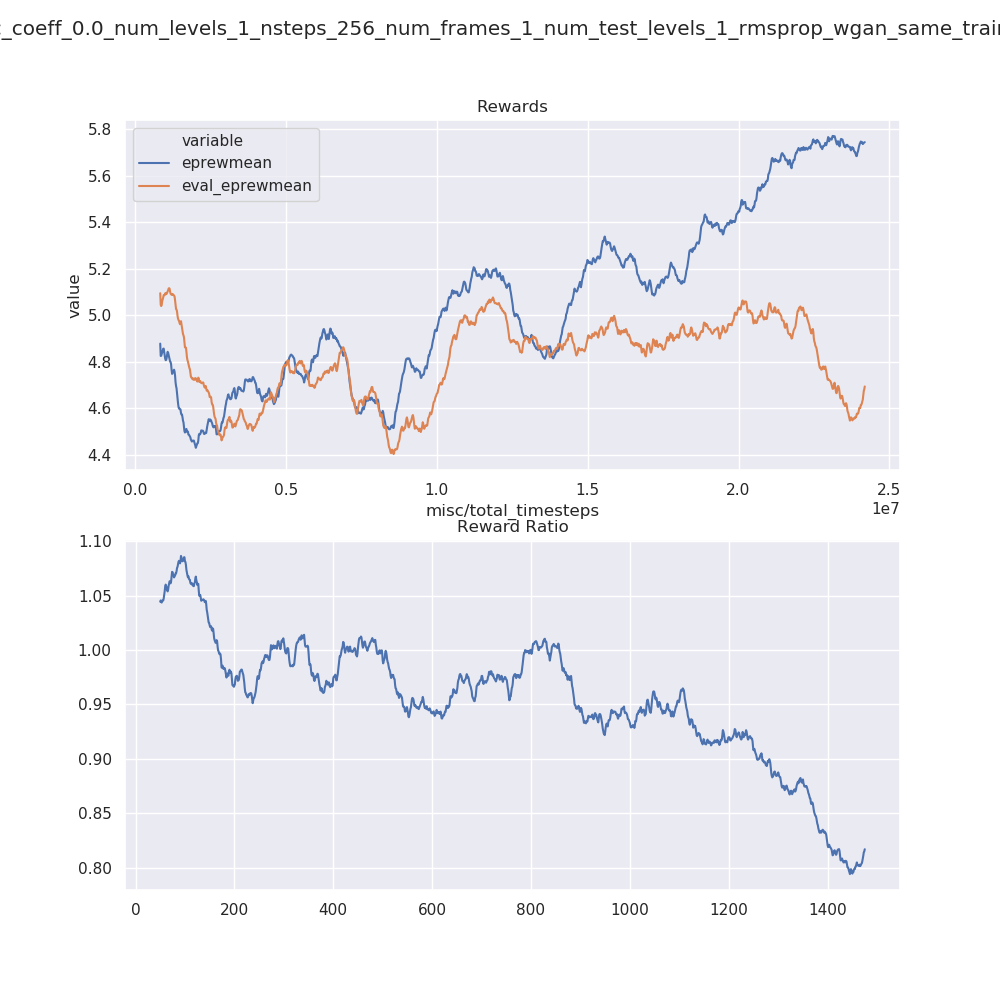 _coeff_0.0_num_levels_1_nsteps_256_num_frames_1_num_test_levels_1_rmsprop_wgan_same_trai
Rewards
variable
eprewmean
eval_eprewmean
value
5.8
5.6
5.4
5.2
5.0
4.8
4.6
4.4
0.0 0.5 1.0 1.5 2.0 2.5
1e7
misc/total_timesteps
Reward Ratio
1.10
1.05
1.00
0.95
0.90
0.85
0.80
0 200 400 600 800 1000 1200 1400